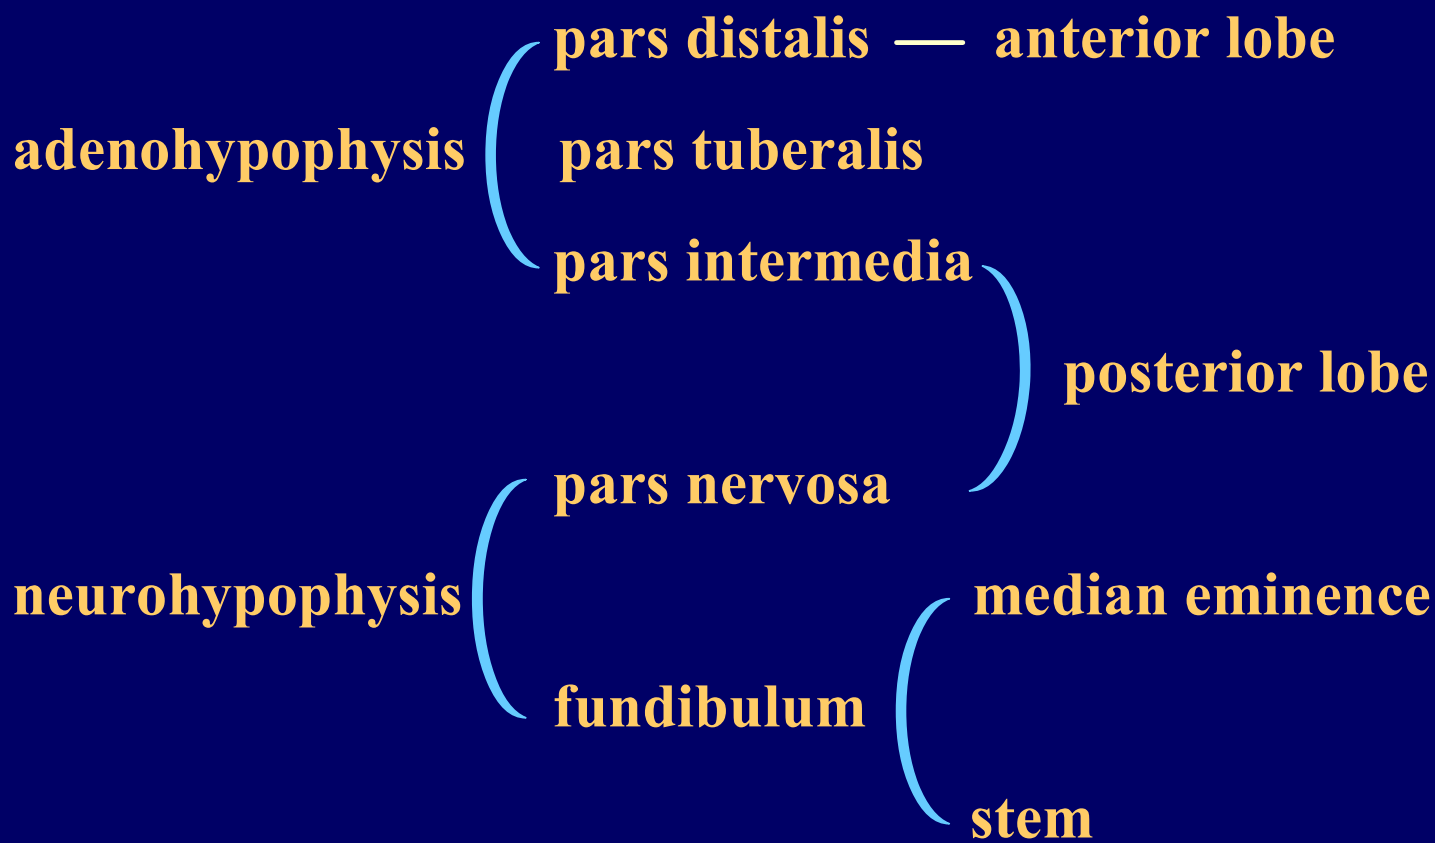 pars distalis — anterior lobe
adenohypophysis pars tuberalis
pars intermedia
posterior lobe
pars nervosa
neurohypophysis median eminence
fundibulum
stem